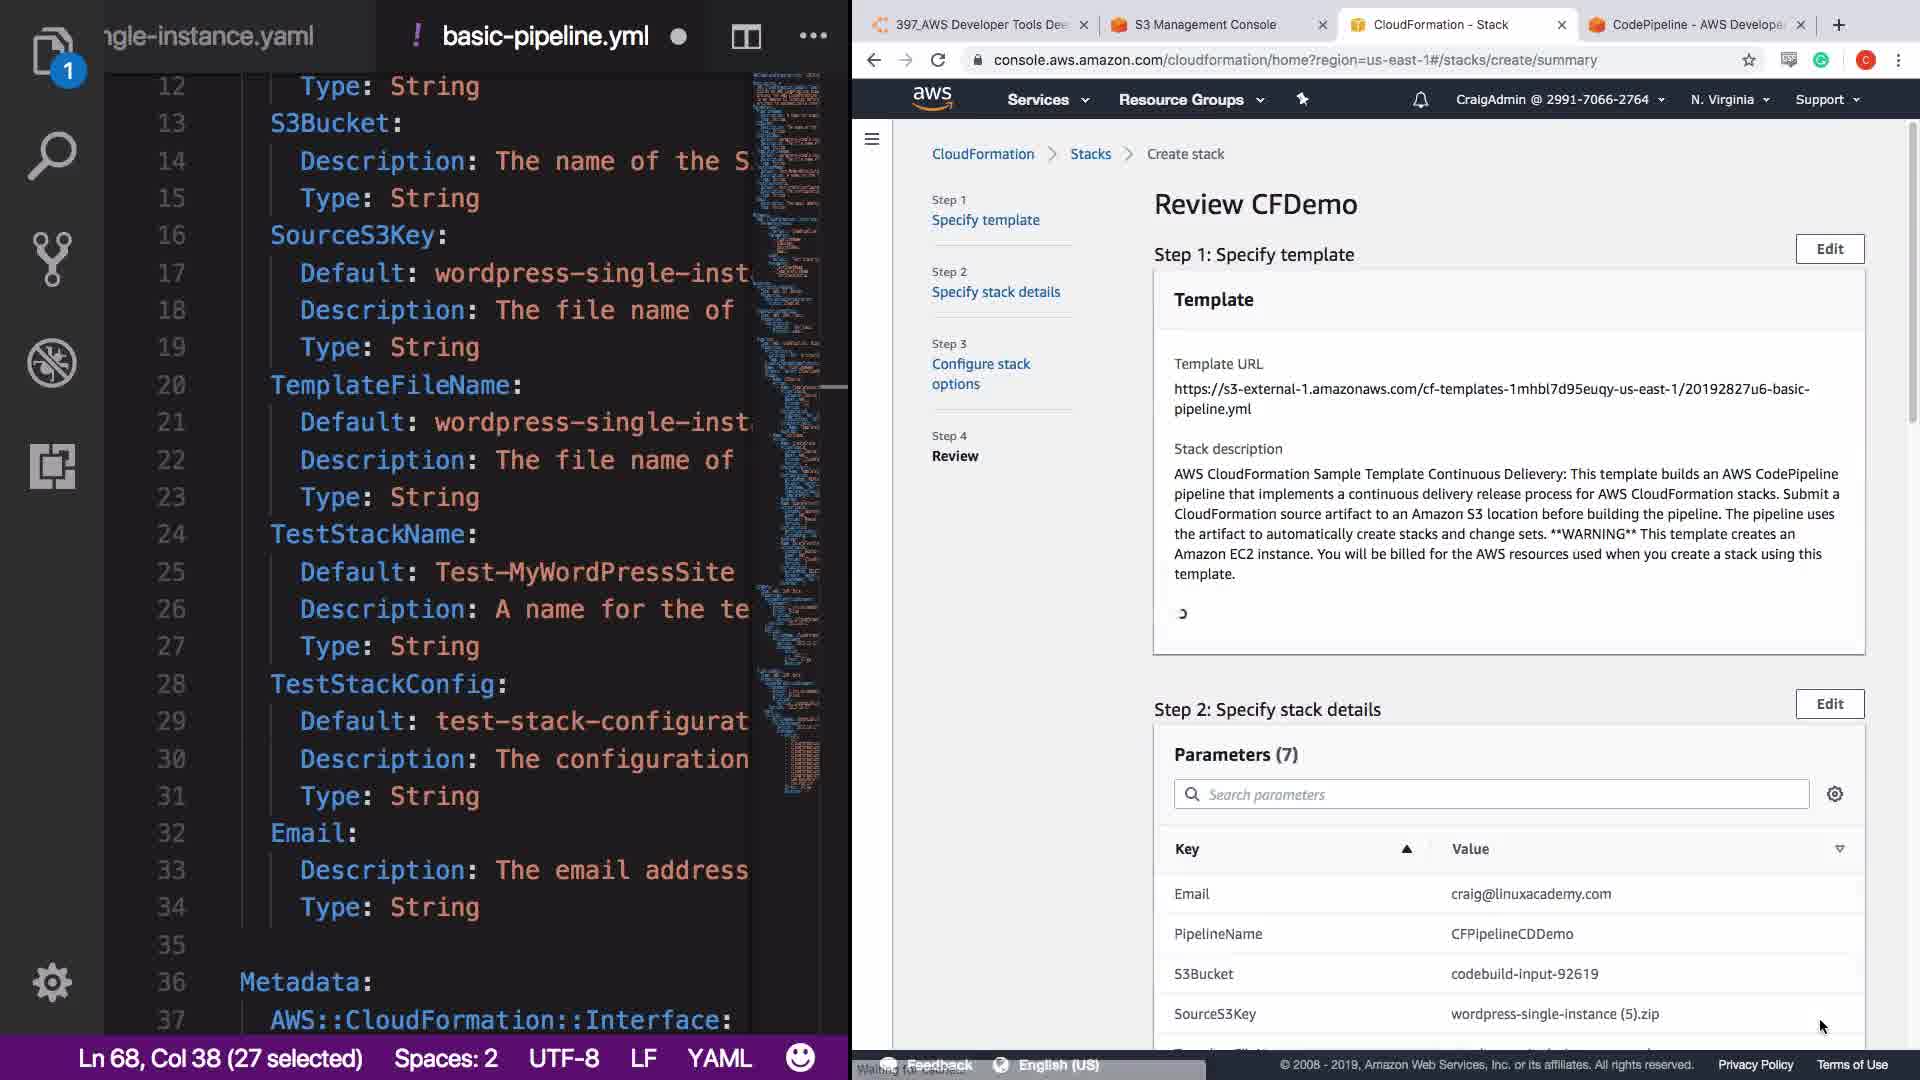 ngle-instance.yaml
! basic-pipeline.yml
1
12 Type: String
13 S3Bucket:
14 Description: The name of the S
15 Type: String
16 SourceS3Key:
17 Default: wordpress-single-inst
18 Description: The file name of
19 Type: String
20 TemplateFileName:
21 Default: wordpress-single-inst
22 Description: The file name of
23 Type: String
24 TestStackName:
25 Default: Test-MyWordPressSite
26 Description: A name for the te
27 Type: String
28 TestStackConfig:
29 Default: test-stack-configurat
30 Description: The configuration
31 Type: String
32 Email:
33 Description: The email address
34 Type: String
35
36 Metadata:
37 AWS::CloudFormation::Interface:
Ln 68, Col 38 (27 selected) Spaces: 2 UTF-8 LF YAML
397_AWS Developer Tools Dee
S3 Management Console
CloudFormation - Stack
CodePipeline - AWS Develope
console.aws.amazon.com/cloudformation/home?region=us-east-1#/stacks/create/summary
C
aws Services Resource Groups CraigAdmin @ 2991-7066-2764 N. Virginia Support
CloudFormation Stacks Create stack
Step 1
Specify template
Step 2
Specify stack details
Step 3
Configure stack
options
Step 4
Review
Review CFDemo
Step 1: Specify template
Edit
Template
Template URL
https://s3-external-1.amazonaws.com/cf-templates-1mhbl7d95euqy-us-east-1/20192827u6-basic-
pipeline.yml
Stack description
AWS CloudFormation Sample Template Continuous Delievery: This template builds an AWS CodePipeline
pipeline that implements a continuous delivery release process for AWS CloudFormation stacks. Submit a
CloudFormation source artifact to an Amazon S3 location before building the pipeline. The pipeline uses
the artifact to automatically create stacks and change sets. **WARNING** This template creates an
Amazon EC2 instance. You will be billed for the AWS resources used when you create a stack using this
template.
Step 2: Specify stack details
Edit
Parameters (7)
Search parameters
Key Value
Email craig@linuxacademy.com
PipelineName CFPipelineCDDemo
S3Bucket codebuild-input-92619
SourceS3Key wordpress-single-instance (5).zip
Feedback English (US)
Waiting for cache...
© 2008 - 2019, Amazon Web Services, Inc. or its affiliates. All rights reserved. Privacy Policy Terms of Use